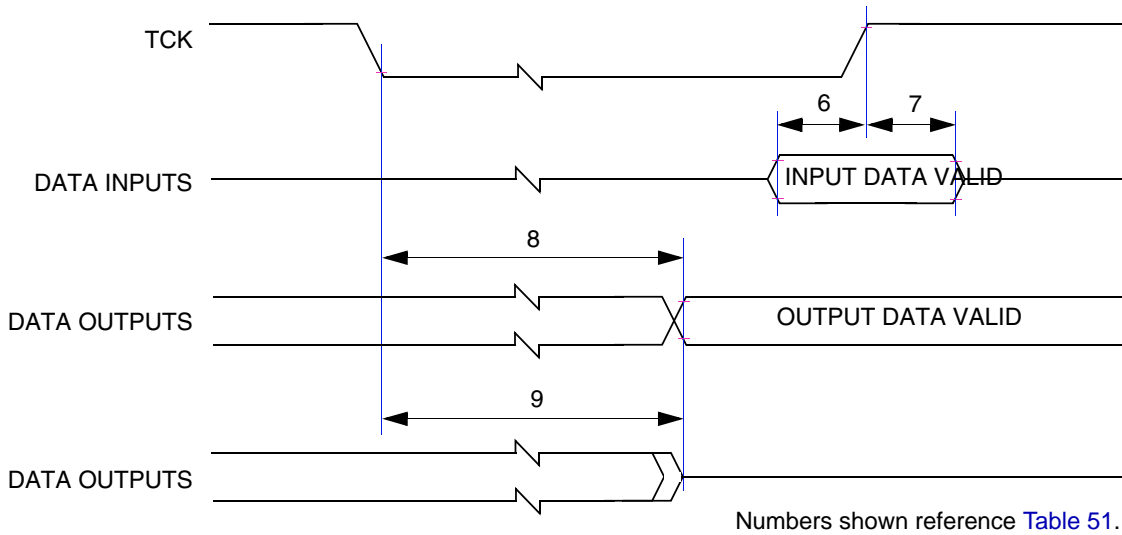 TCK
6
7
DATA INPUTS
INPUT DATA VALID
8
DATA OUTPUTS
OUTPUT DATA VALID
9
DATA OUTPUTS
Numbers shown reference Table 51.